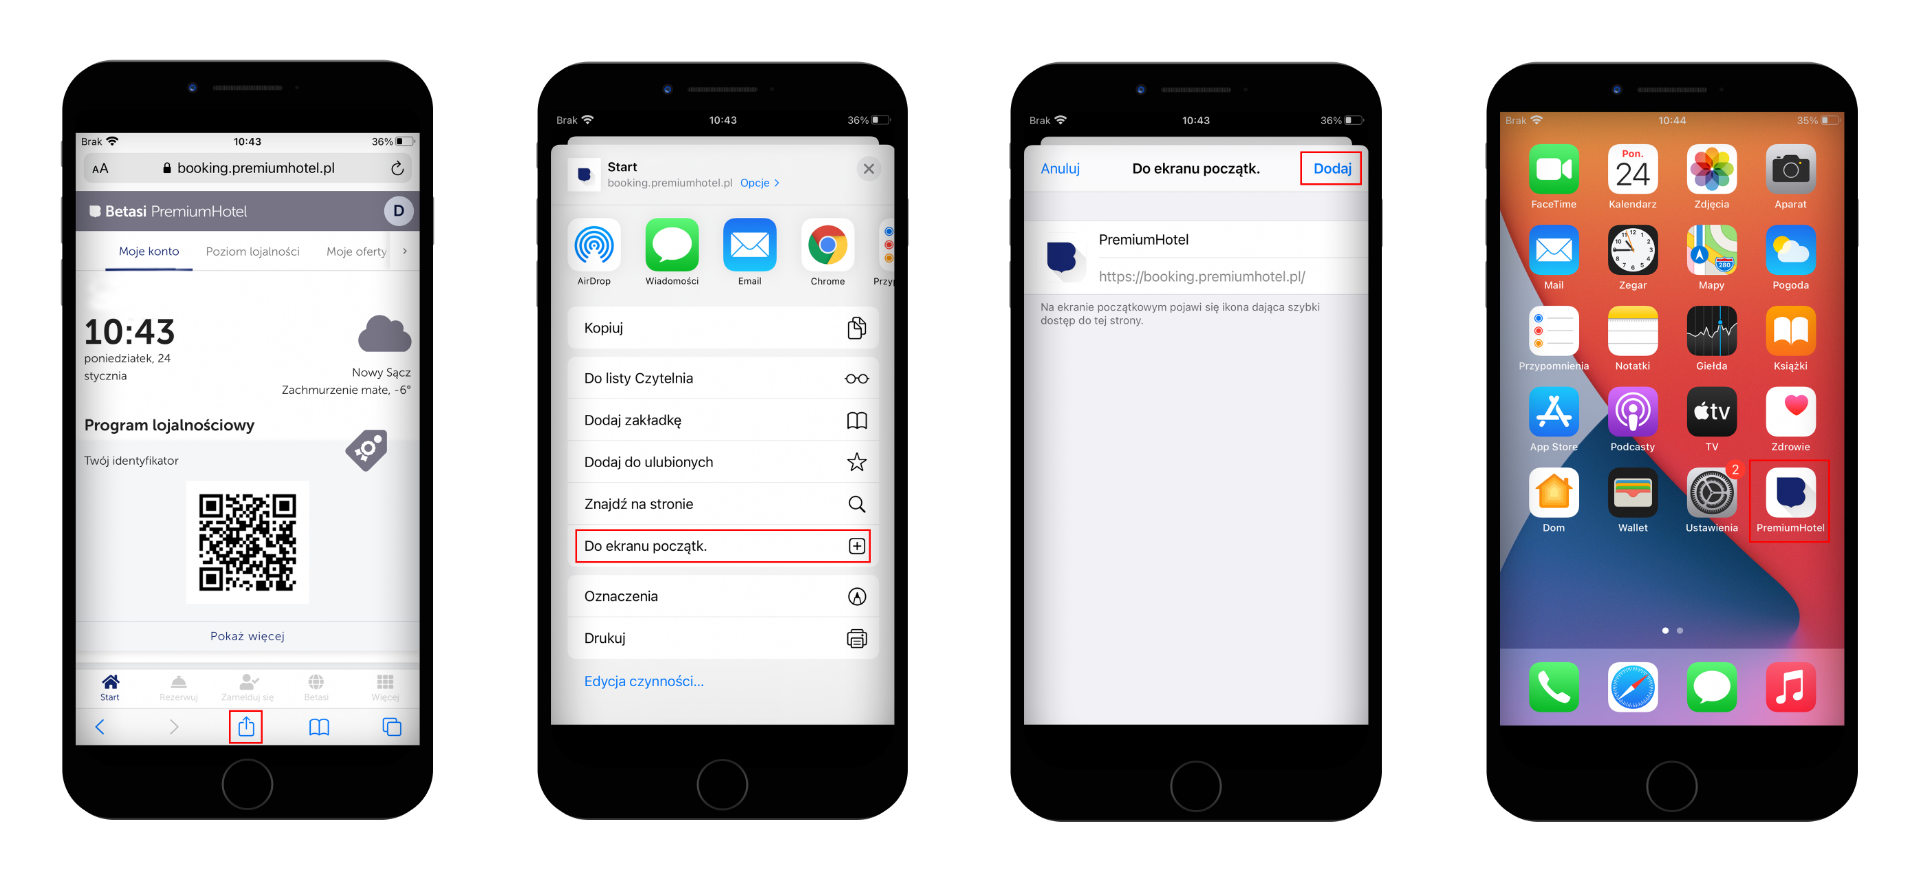 Brak 10:43 36%
AA booking.premiumhotel.pl
Betasi PremiumHotel D
Moje konto Poziom lojalności Moje oferty
10:43
poniedziałek, 24
stycznia
Nowy Sącz
Zachmurzenie małe, -6°
Program lojalnościowy
Twój identyfikator
Pokaż więcej
Start Rezerwuj Zamelduj się Betasi Więcej
Brak 10:43 36%
Start
booking.premiumhotel.pl Opcje >
AirDrop Wiadomości Email Chrome Przy
Kopiuj
Do listy Czytelnia
Dodaj zakładkę
Dodaj do ulubionych
Znajdź na stronie
Do ekranu początk.
Oznaczenia
Drukuj
Edycja czynności...
Brak 10:43 36%
Anuluj Do ekranu początk. Dodaj
PremiumHotel
https://booking.premiumhotel.pl/
Na ekranie początkowym pojawi się ikona dająca szybki
dostęp do tej strony.
Brak 10:44 35%
Pon.
24
FaceTime Kalendarz Zdjęcia Aparat
280
Mail Zegar Mapy Pogoda
Przypomnienia Notatki Giełda Książki
tv
App Store Podcasty TV Zdrowie
2
Dom Wallet Ustawienia PremiumHotel